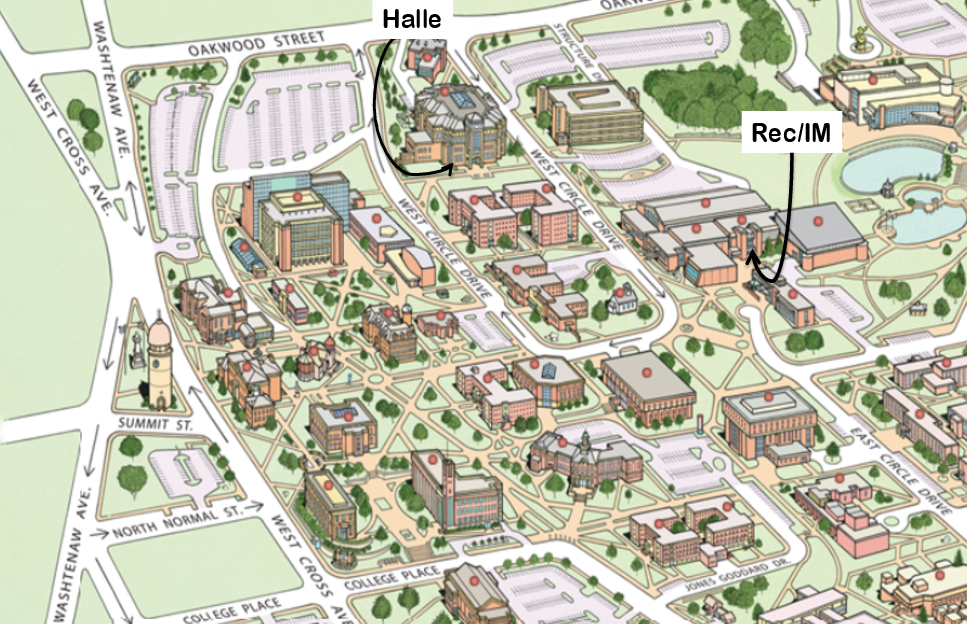 Halle
OAKWOOD STREET
OAKWO
WASHTENAW AVE.
STRUCTURE D
WEST CROSS AVE.
Rec/IM
WEST CIRCLE DRIVE
WEST CIRCLE DRIVE
SUMMIT ST.
EAST CIRCLE DRIVE
WASHTENAW AVE.
NORTH NORMAL ST.
WEST CROSS AVE
COLLEGE PLACE
JONES GODDARD DR.
COLLEGE PLACE